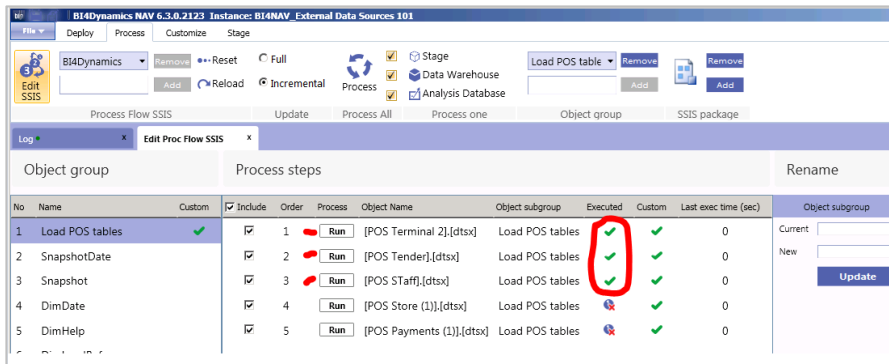 BI4Dynamics NAV 6.3.0.2123 Instance: BI4NAV_External Data Sources 101
File Deploy Process Customize Stage
Edit SSIS
BI4Dynamics Remove Reset
Add Reload
Full
Incremental
Process
Stage
Data Warehouse
Analysis Database
Load POS table Remove
Add
Remove
Add
Process Flow SSIS Update Process All Process one Object group SSIS package
Log x Edit Proc Flow SSIS x
Object group Process steps Rename
No Name Custom Include Order Process Object Name Object subgroup Executed Custom Last exec time (sec) Object subgroup
1 Load POS tables 1 Run [POS Terminal 2].[dtsx] Load POS tables 0 Current
2 SnapshotDate 2 Run [POS Tender].[dtsx] Load POS tables 0 New
3 Snapshot 3 Run [POS STaff].[dtsx] Load POS tables 0 Update
4 DimDate 4 Run [POS Store (1)].[dtsx] Load POS tables 0
5 DimHelp 5 Run [POS Payments (1)].[dtsx] Load POS tables 0